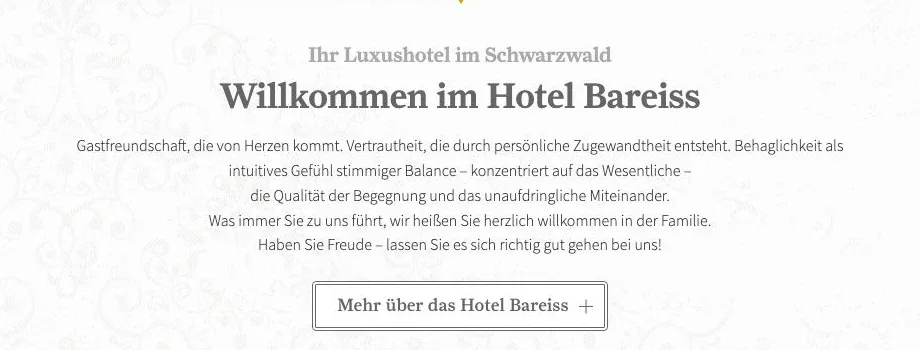 Ihr Luxushotel im Schwarzwald
Willkommen im Hotel Bareiss
Gastfreundschaft, die von Herzen kommt. Vertrautheit, die durch persönliche Zugewandtheit entsteht. Behaglichkeit als
intuitives Gefühl stimmiger Balance – konzentriert auf das Wesentliche –
die Qualität der Begegnung und das unaufdringliche Miteinander.
Was immer Sie zu uns führt, wir heißen Sie herzlich willkommen in der Familie.
Haben Sie Freude – lassen Sie es sich richtig gut gehen bei uns!
Mehr über das Hotel Bareiss +